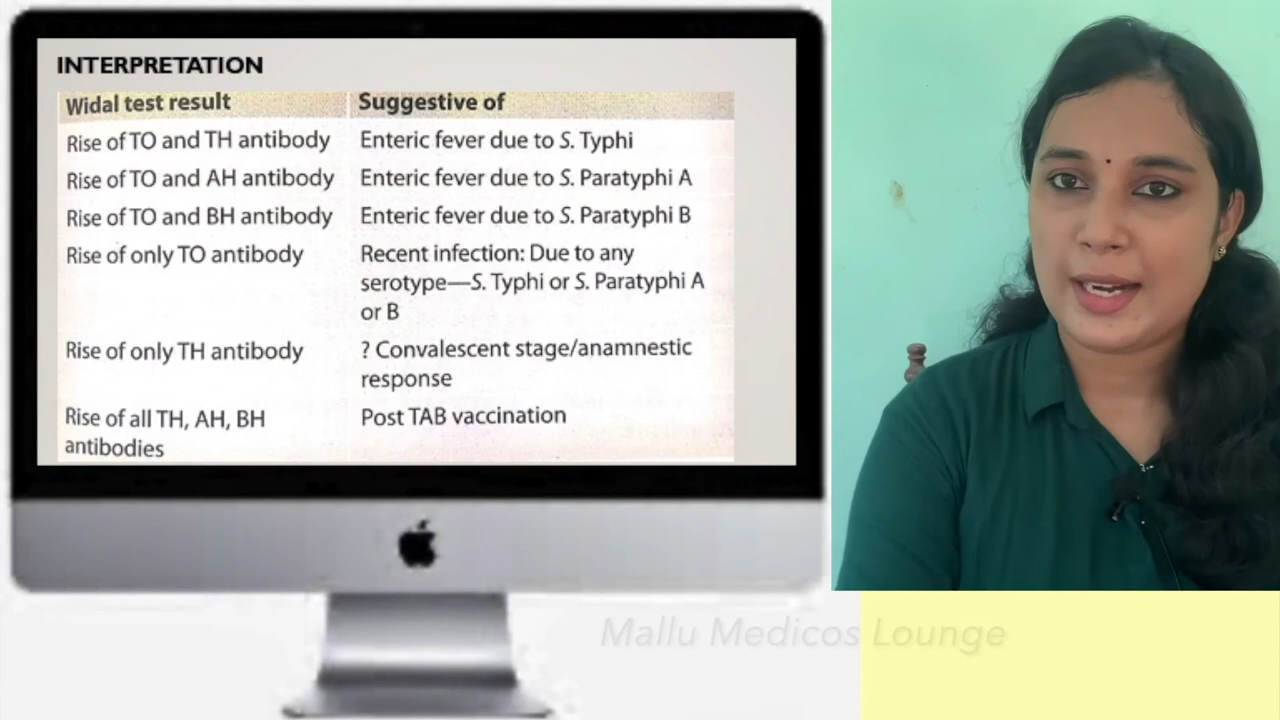 INTERPRETATION
Widal test result
Suggestive of
Rise of TO and TH antibody
Enteric fever due to S. Typhi
Rise of TO and AH antibody
Enteric fever due to S. Paratyphi A
Rise of TO and BH antibody
Enteric fever due to S. Paratyphi B
Rise of only TO antibody
Recent infection: Due to any
serotype—S. Typhi or S. Paratyphi A
or B
Rise of only TH antibody
? Convalescent stage/anamnestic
response
Rise of all TH, AH, BH
antibodies
Post TAB vaccination
Mallu Medicos Lounge